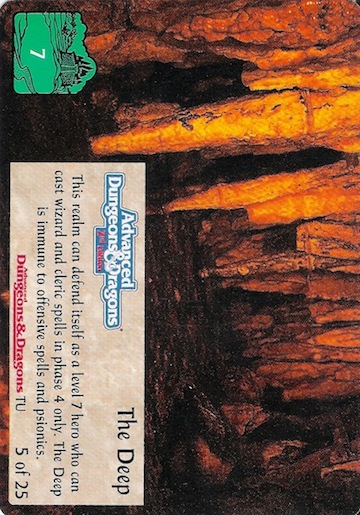 7
The Deep
Advanced
Dungeons & Dragons
2nd Edition
This realm can defend itself as a level 7 hero who can
cast wizard and cleric spells in phase 4 only. The Deep
is immune to offensive spells and psionics.
Advanced
Dungeons & Dragons TU
5 of 25